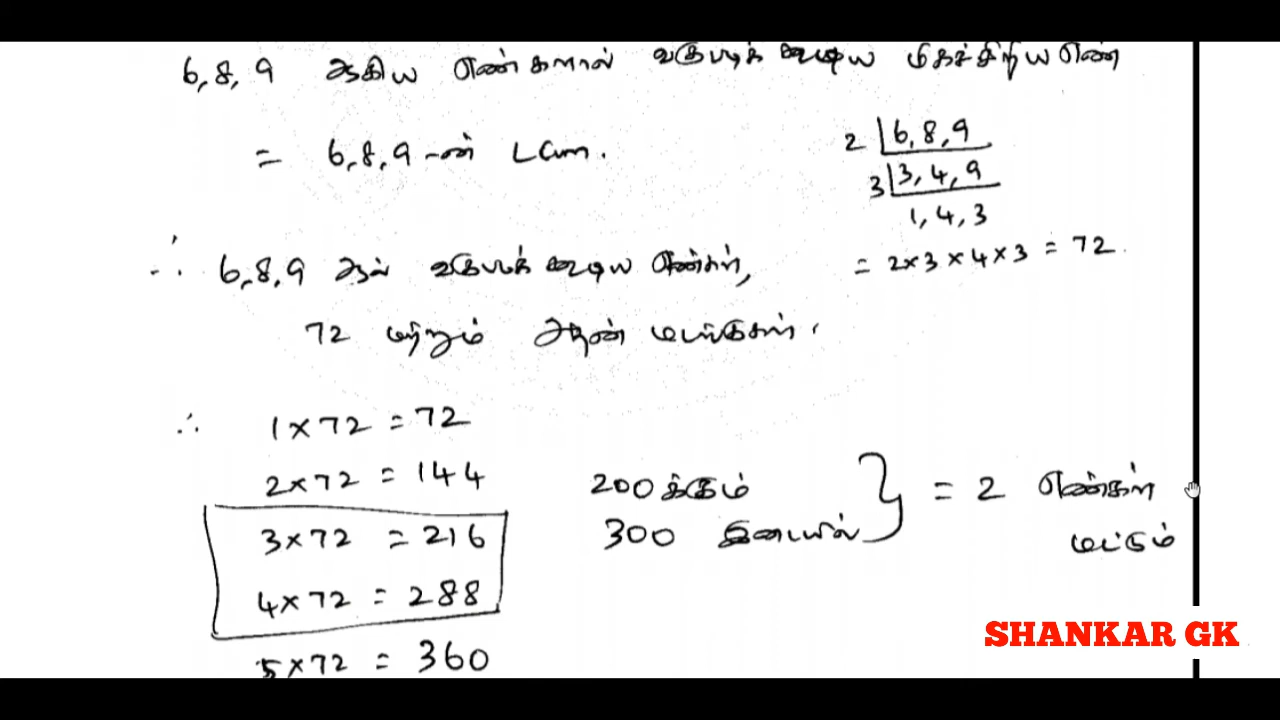 6, 8, 9 ஆகிய எண்களால் வகுபடக் கூடிய மிகச்சிறிய எண்
= 6, 8, 9 -ன் LCM.
2 | 6, 8, 9
3 | 3, 4, 9
1, 4, 3
= 2×3×4×3 = 72.
∴ 6, 8, 9 ஆல் வகுபடக் கூடிய எண்கள்,
72 மற்றும் அதன் மடங்குகள்.
∴ 1×72 = 72
2×72 = 144
3×72 = 216
4×72 = 288
5×72 = 360
200க்கும்
300 இடையில் } = 2 எண்கள்
மட்டும்
SHANKAR GK